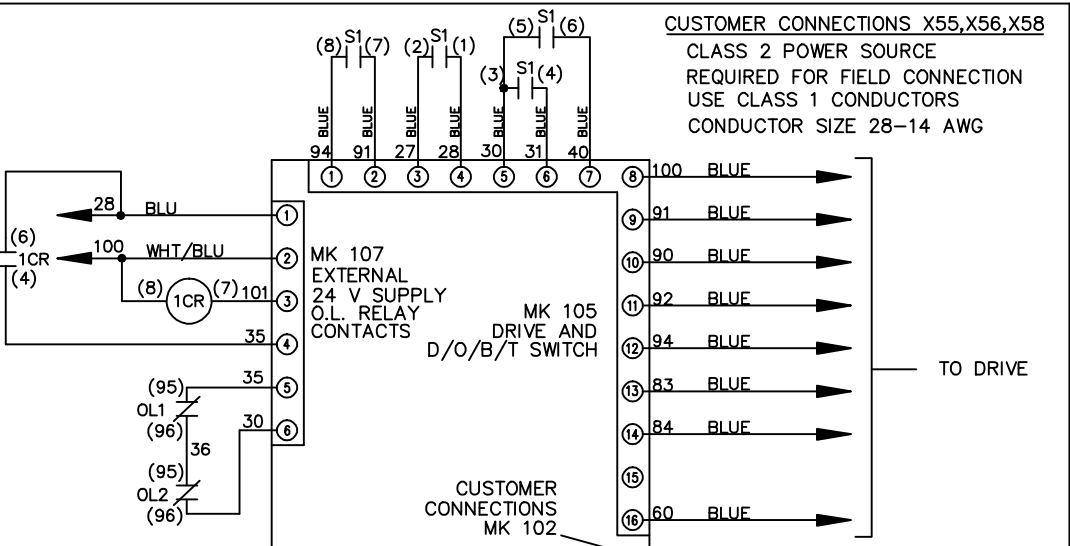 CUSTOMER CONNECTIONS X55,X56,X58
CLASS 2 POWER SOURCE
REQUIRED FOR FIELD CONNECTION
USE CLASS 1 CONDUCTORS
CONDUCTOR SIZE 28-14 AWG
(8) S1 (7)
(2) S1 (1)
(5) S1 (6)
(3) S1 (4)
BLUE BLUE BLUE BLUE BLUE BLUE BLUE
94 91 27 28 30 31 40
1 2 3 4 5 6 7
8 100 BLUE
9 91 BLUE
10 90 BLUE
11 92 BLUE
12 94 BLUE
13 83 BLUE
14 84 BLUE
15
16 60 BLUE
TO DRIVE
28 BLU 1
100 WHT/BLU 2
(6)
1CR
(4)
(8) 1CR (7) 101 3
35 4
35 5
30 6
(95)
OL1
(96)
36
(95)
OL2
(96)
MK 107
EXTERNAL
24 V SUPPLY
O.L. RELAY
CONTACTS
MK 105
DRIVE AND
D/O/B/T SWITCH
CUSTOMER
CONNECTIONS
MK 102